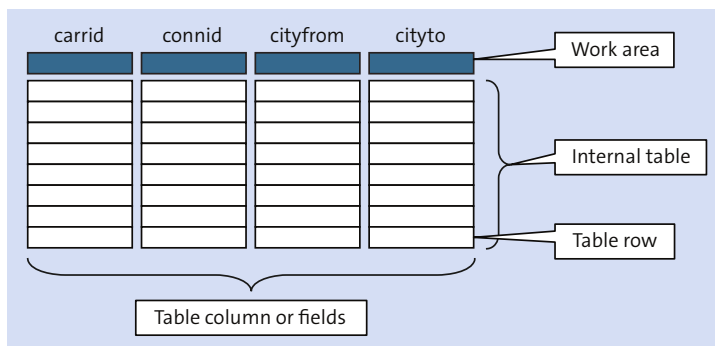 carrid connid cityfrom cityto
Work area
Internal table
Table row
Table column or fields